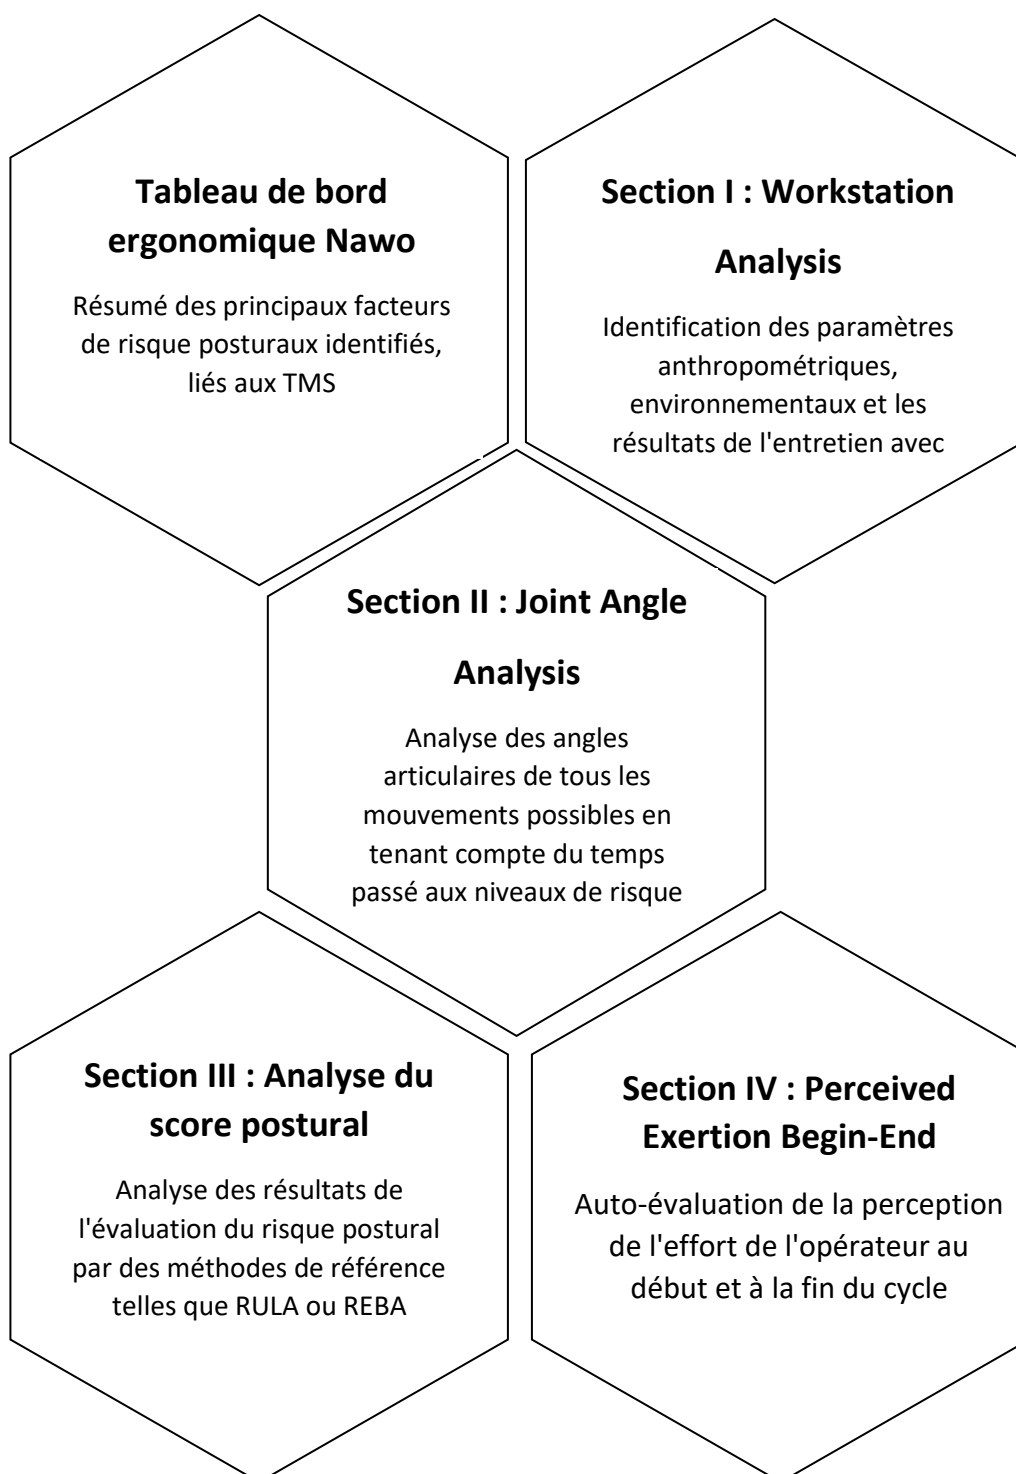 Tableau de bord
ergonomique Nawo
Résumé des principaux facteurs
de risque posturaux identifiés,
liés aux TMS
Section I : Workstation
Analysis
Identification des paramètres
anthropométriques,
environnementaux et les
résultats de l'entretien avec
Section II : Joint Angle
Analysis
Analyse des angles
articulaires de tous les
mouvements possibles en
tenant compte du temps
passé aux niveaux de risque
Section III : Analyse du
score postural
Analyse des résultats de
l'évaluation du risque postural
par des méthodes de référence
telles que RULA ou REBA
Section IV : Perceived
Exertion Begin-End
Auto-évaluation de la perception
de l'effort de l'opérateur au
début et à la fin du cycle